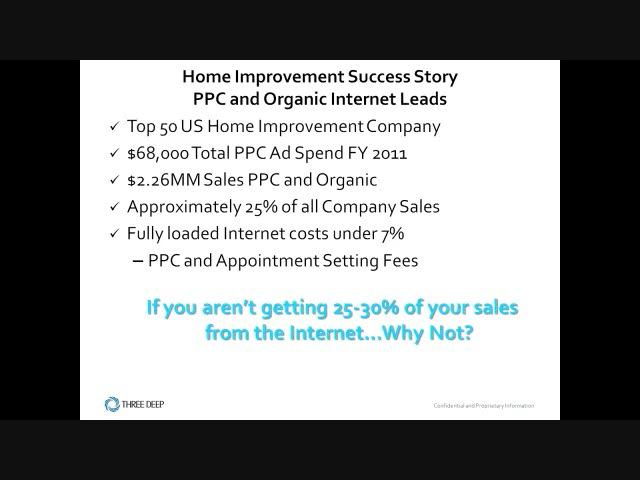 Home Improvement Success Story
PPC and Organic Internet Leads
✓ Top 50 US Home Improvement Company
✓ $68,000 Total PPC Ad Spend FY 2011
✓ $2.26MM Sales PPC and Organic
✓ Approximately 25% of all Company Sales
✓ Fully loaded Internet costs under 7%
– PPC and Appointment Setting Fees
If you aren't getting 25-30% of your sales
from the Internet...Why Not?
THREE DEEP
Confidential and Proprietary Information